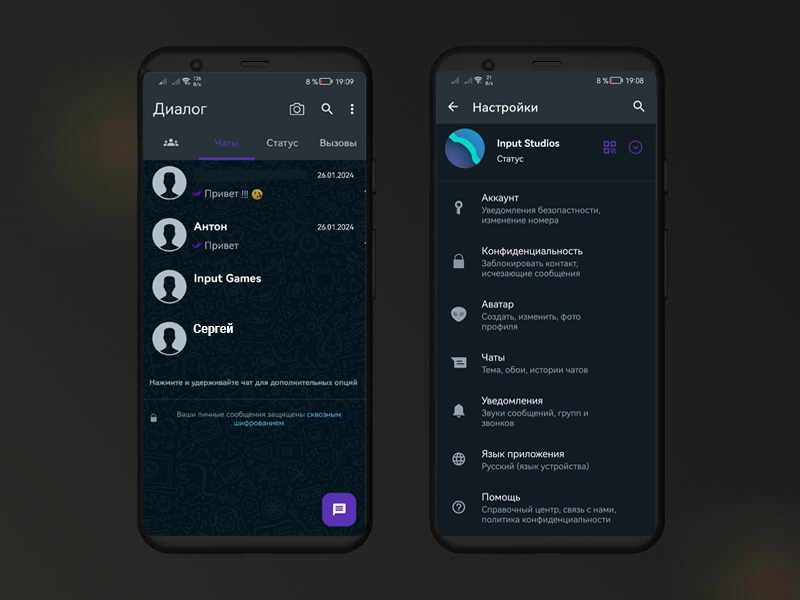 126 B/s
8 %
19:09
Диалог
Чаты
Статус
Вызовы
26.01.2024
Привет !!!
Антон
26.01.2024
Привет
Input Games
Сергей
Нажмите и удерживайте чат для дополнительных опций
Ваши личные сообщения защищены сквозным
шифрованием
21 B/s
8 %
19:08
Настройки
Input Studios
Статус
Аккаунт
Уведомления безопасности,
изменение номера
Конфиденциальность
Заблокировать контакт,
исчезающие сообщения
Аватар
Создать, изменить, фото
профиля
Чаты
Тема, обои, истории чатов
Уведомления
Звуки сообщений, групп и
звонков
Язык приложения
Русский (язык устройства)
Помощь
Справочный центр, связь с нами,
политика конфиденциальности